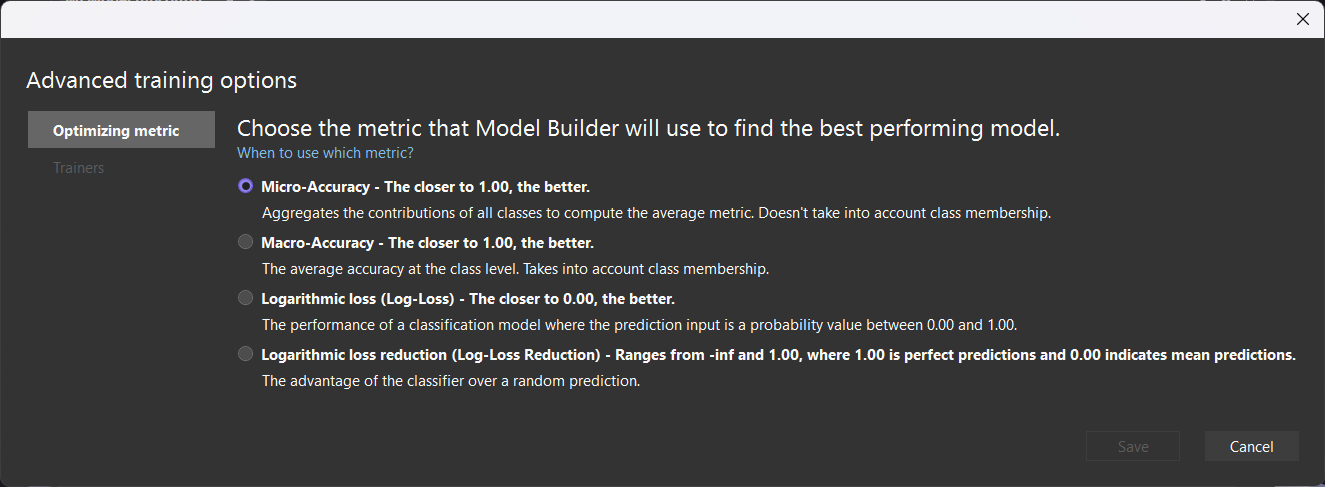 Advanced training options
Optimizing metric
Trainers
Choose the metric that Model Builder will use to find the best performing model.
When to use which metric?
Micro-Accuracy - The closer to 1.00, the better.
Aggregates the contributions of all classes to compute the average metric. Doesn't take into account class membership.
Macro-Accuracy - The closer to 1.00, the better.
The average accuracy at the class level. Takes into account class membership.
Logarithmic loss (Log-Loss) - The closer to 0.00, the better.
The performance of a classification model where the prediction input is a probability value between 0.00 and 1.00.
Logarithmic loss reduction (Log-Loss Reduction) - Ranges from -inf and 1.00, where 1.00 is perfect predictions and 0.00 indicates mean predictions.
The advantage of the classifier over a random prediction.
Save
Cancel